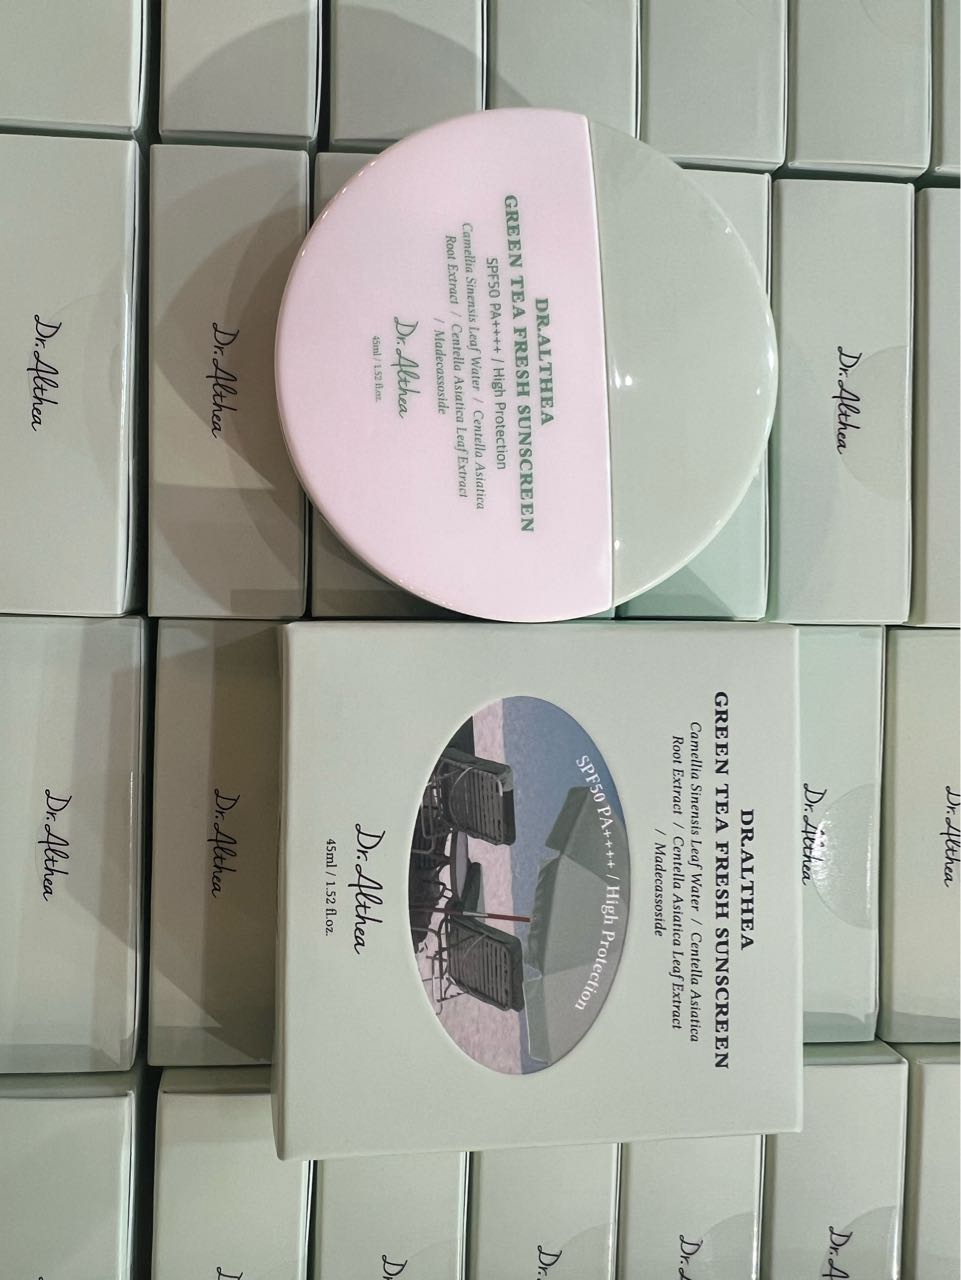 DR.ALTHEA
GREEN TEA FRESH SUNSCREEN
SPF50 PA++++ / High Protection
Camellia Sinensis Leaf Water / Centella Asiatica
Root Extract / Centella Asiatica Leaf Extract
/ Madecassoside
Dr.Althea
45ml / 1.52 fl.oz.
DR.ALTHEA
GREEN TEA FRESH SUNSCREEN
Camellia Sinensis Leaf Water / Centella Asiatica
Root Extract / Centella Asiatica Leaf Extract
/ Madecassoside
SPF50 PA++++ / High Protection
Dr.Althea
45ml / 1.52 fl.oz.
Dr.Althea
Dr.Althea
Dr.Althea
Dr.Althea
Dr.Althea
Dr.Althea
Dr.Althea